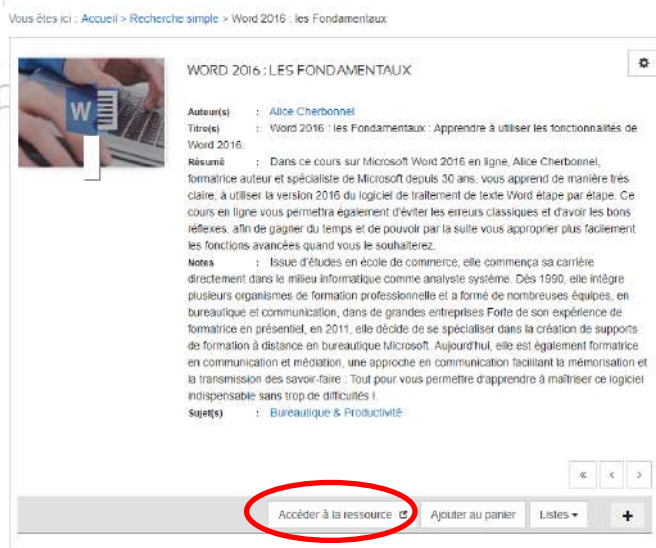 Vous êtes ici : Accueil > Recherche simple > Word 2016 : les Fondamentaux
WORD 2016 : LES FONDAMENTAUX
Auteur(s) : Alice Cherbonnel
Titre(s) : Word 2016 : les Fondamentaux : Apprendre à utiliser les fonctionnalités de
Word 2016.
Résumé : Dans ce cours sur Microsoft Word 2016 en ligne, Alice Cherbonnel,
formatrice auteur et spécialiste de Microsoft depuis 30 ans, vous apprend de manière très
claire, à utiliser la version 2016 du logiciel de traitement de texte Word étape par étape. Ce
cours en ligne vous permettra également d'éviter les erreurs classiques et d'avoir les bons
réflexes, afin de gagner du temps et de pouvoir par la suite vous approprier plus facilement
les fonctions avancées quand vous le souhaiterez.
Notes : Issue d'études en école de commerce, elle commença sa carrière
directement dans le milieu informatique comme analyste système. Dès 1990, elle intègre
plusieurs organismes de formation professionnelle et a formé de nombreuses équipes, en
bureautique et communication, dans de grandes entreprises Forte de son expérience de
formatrice en présentiel, en 2011, elle décide de se spécialiser dans la création de supports
de formation à distance en bureautique Microsoft. Aujourd'hui, elle est également formatrice
en communication et médiation, une approche en communication facilitant la mémorisation et
la transmission des savoir-faire : Tout pour vous permettre d'apprendre à maîtriser ce logiciel
indispensable sans trop de difficultés !.
Sujet(s) : Bureautique & Productivité
« < >
Accéder à la ressource Ajouter au panier Listes +
W